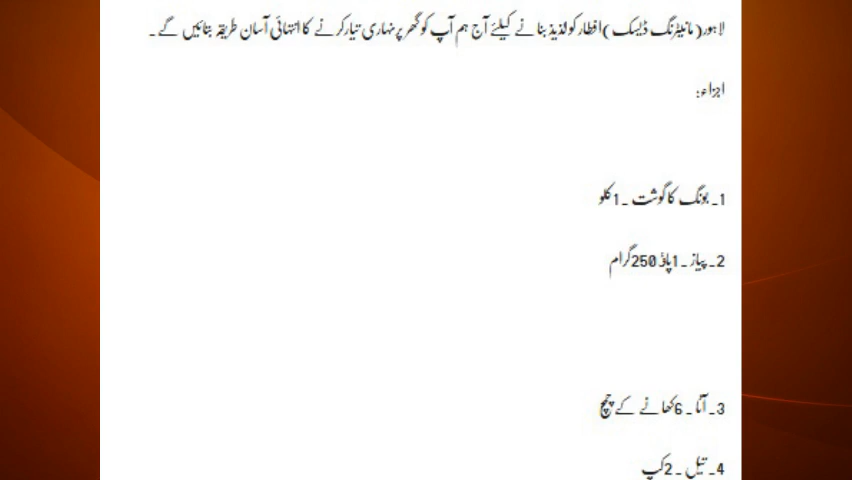 لاہور(مانیٹرنگ ڈیسک )افطار کو لذیذ بنانے کیلئے آج ہم آپ کو گھر پر نہاری تیار کرنے کا انتہائی آسان طریقہ بتائیں گے ۔
اجزاء:
1۔ بونگ کا گوشت ۔1کلو
2۔ پیاز ۔1پاؤ 250گرام
3۔ آٹا ۔6کھانے کے چمچ
4۔ تیل ۔2کپ